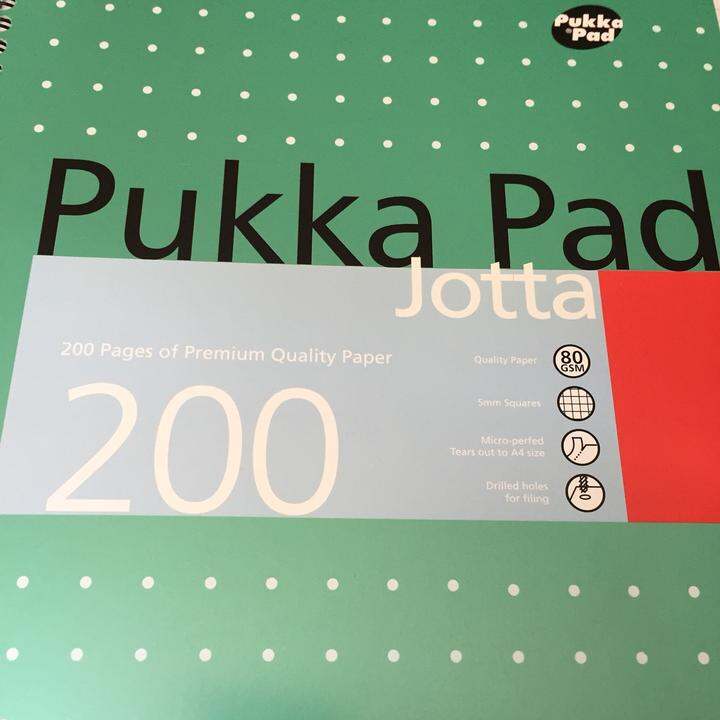 Pukka
Pad
Pukka Pad
Jotta
200 Pages of Premium Quality Paper
200
Quality Paper
80
GSM
5mm Squares
Micro-perfed
Tears out to A4 size
Drilled holes
for filing